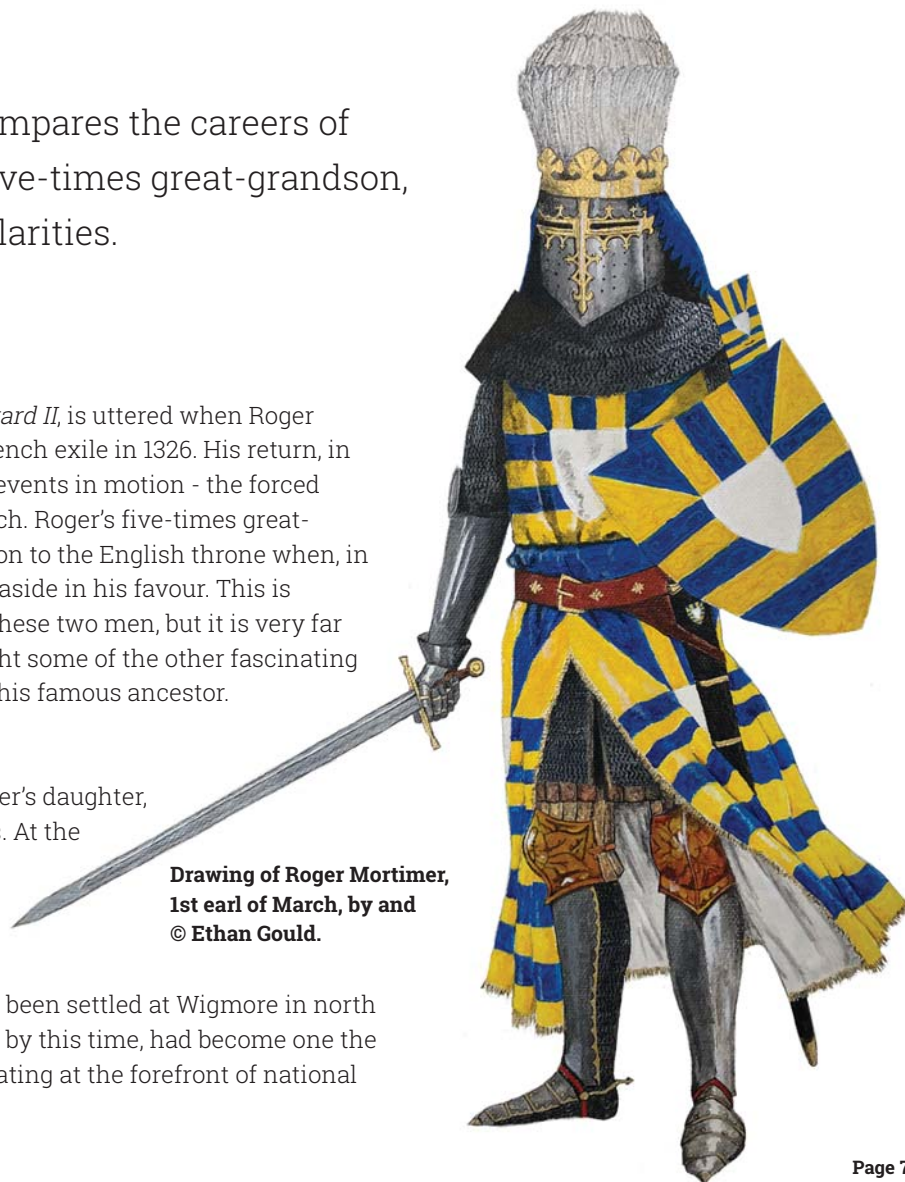 mpares the careers of
ve-times great-grandson,
larities.
ard II, is uttered when Roger
ench exile in 1326. His return, in
events in motion - the forced
ch. Roger's five-times great-
on to the English throne when, in
aside in his favour. This is
hese two men, but it is very far
ght some of the other fascinating
his famous ancestor.
er's daughter,
s. At the
Drawing of Roger Mortimer,
1st earl of March, by and
© Ethan Gould.
been settled at Wigmore in north
by this time, had become one the
ating at the forefront of national
Page 7